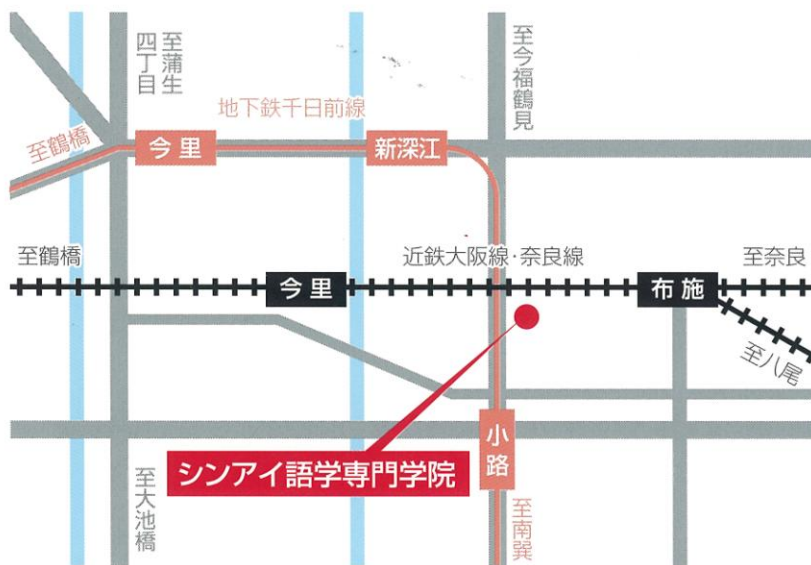 至蒲生
四丁目
至今福鶴見
地下鉄千日前線
至鶴橋
今里
新深江
至鶴橋
近鉄大阪線・奈良線
至奈良
今里
布施
至八尾
小路
シンアイ語学専門学院
至大池橋
至南巽